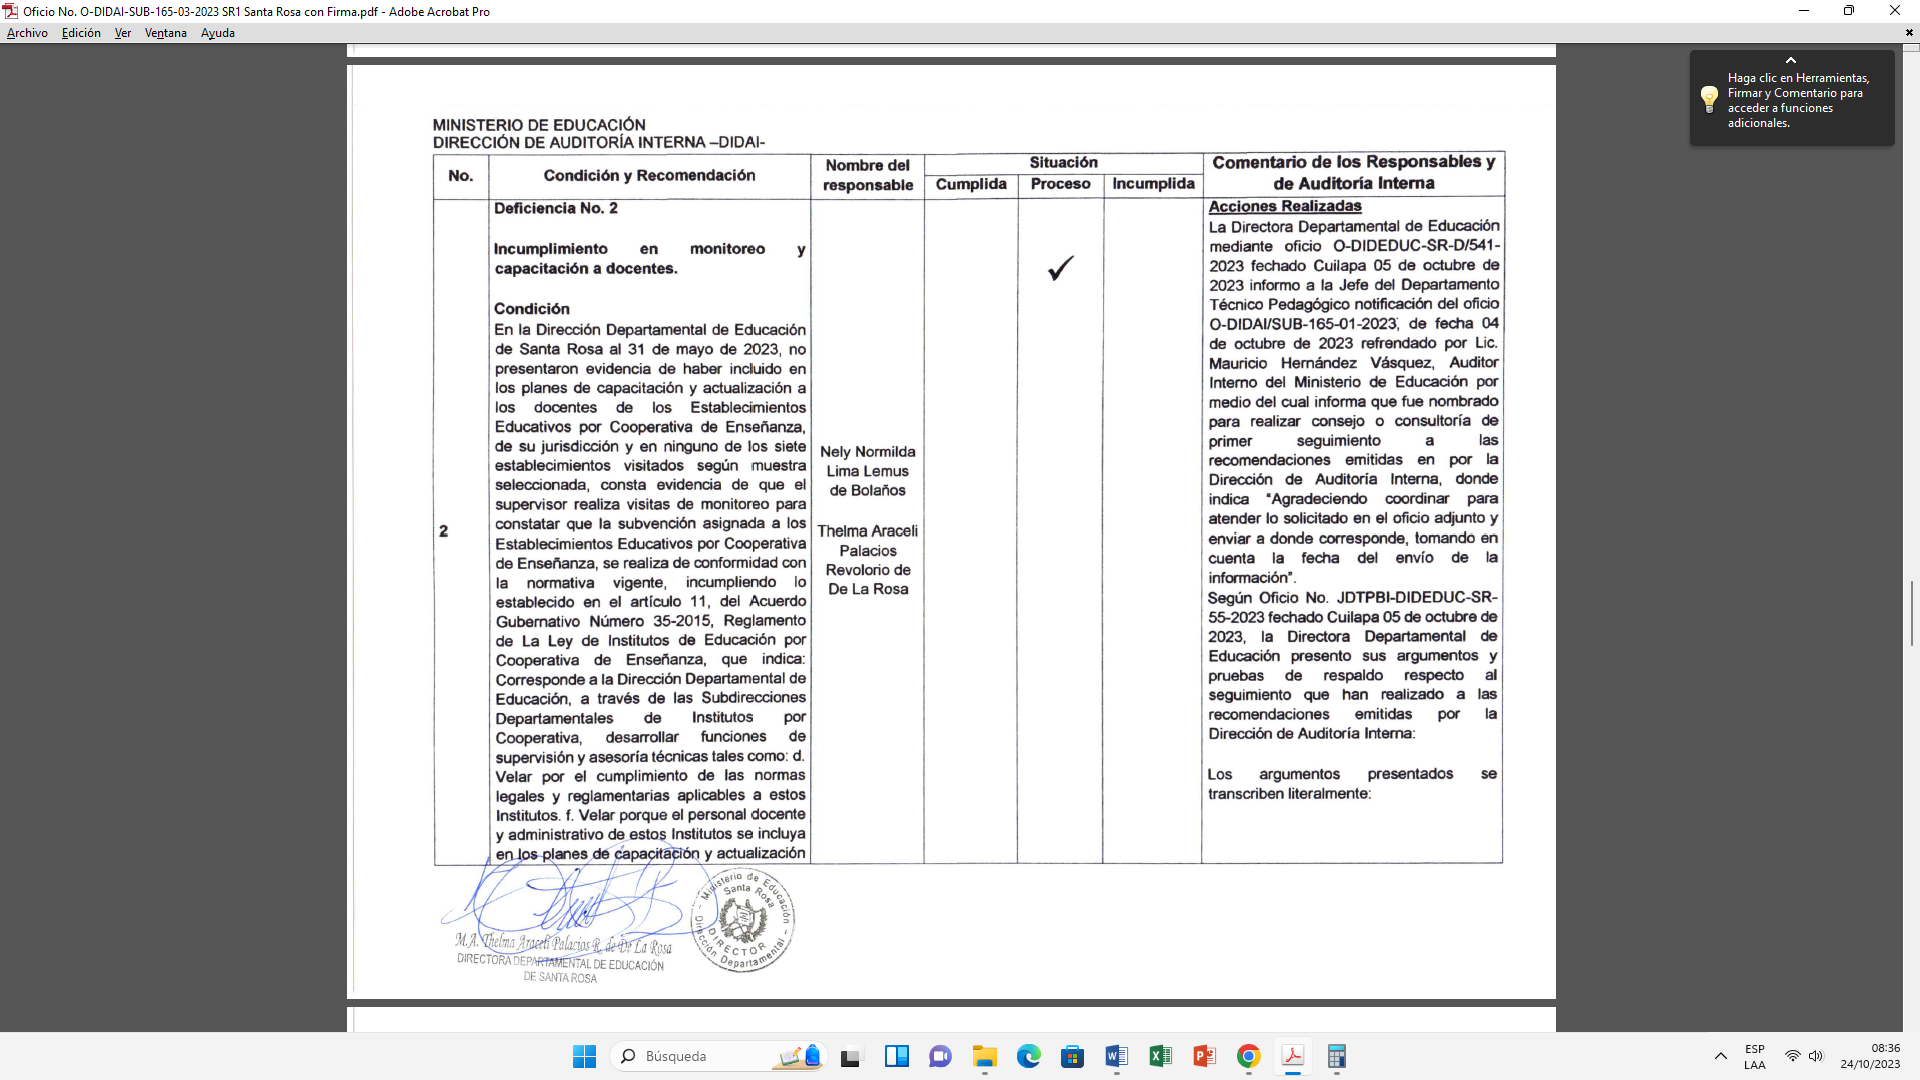 Oficio No. O-DIDAI-SUB-165-03-2023 SR1 Santa Rosa con Firma.pdf - Adobe Acrobat Pro
Archivo Edición Ver Ventana Ayuda
Haga clic en Herramientas,
Firmar y Comentario para
acceder a funciones
adicionales.
MINISTERIO DE EDUCACIÓN
DIRECCIÓN DE AUDITORÍA INTERNA –DIDAI-
No.
Condición y Recomendación
Nombre del
responsable
Situación
Cumplida
Proceso
Incumplida
Comentario de los Responsables y
de Auditoría Interna
2
Deficiencia No. 2
Incumplimiento en monitoreo y
capacitación a docentes.
Condición
En la Dirección Departamental de Educación
de Santa Rosa al 31 de mayo de 2023, no
presentaron evidencia de haber incluido en
los planes de capacitación y actualización a
los docentes de los Establecimientos
Educativos por Cooperativa de Enseñanza,
de su jurisdicción y en ninguno de los siete
establecimientos visitados según muestra
seleccionada, consta evidencia de que el
supervisor realiza visitas de monitoreo para
constatar que la subvención asignada a los
Establecimientos Educativos por Cooperativa
de Enseñanza, se realiza de conformidad con
la normativa vigente, incumpliendo lo
establecido en el artículo 11, del Acuerdo
Gubernativo Número 35-2015, Reglamento
de La Ley de Institutos de Educación por
Cooperativa de Enseñanza, que indica:
Corresponde a la Dirección Departamental de
Educación, a través de las Subdirecciones
Departamentales de Institutos por
Cooperativa, desarrollar funciones de
supervisión y asesoría técnicas tales como: d.
Velar por el cumplimiento de las normas
legales y reglamentarias aplicables a estos
Institutos. f. Velar porque el personal docente
y administrativo de estos Institutos se incluya
en los planes de capacitación y actualización
Nely Normilda
Lima Lemus
de Bolaños
Thelma Araceli
Palacios
Revolorio de
De La Rosa
✓
Acciones Realizadas
La Directora Departamental de Educación
mediante oficio O-DIDEDUC-SR-D/541-
2023 fechado Cuilapa 05 de octubre de
2023 informo a la Jefe del Departamento
Técnico Pedagógico notificación del oficio
O-DIDAI/SUB-165-01-2023, de fecha 04
de octubre de 2023 refrendado por Lic.
Mauricio Hernández Vásquez, Auditor
Interno del Ministerio de Educación por
medio del cual informa que fue nombrado
para realizar consejo o consultoría de
primer seguimiento a las
recomendaciones emitidas en por la
Dirección de Auditoría Interna, donde
indica "Agradeciendo coordinar para
atender lo solicitado en el oficio adjunto y
enviar a donde corresponde, tomando en
cuenta la fecha del envío de la
información".
Según Oficio No. JDTPBI-DIDEDUC-SR-
55-2023 fechado Cuilapa 05 de octubre de
2023, la Directora Departamental de
Educación presento sus argumentos y
pruebas de respaldo respecto al
seguimiento que han realizado a las
recomendaciones emitidas por la
Dirección de Auditoría Interna:
Los argumentos presentados se
transcriben literalmente:
M.A. Thelma Araceli Palacios R. de De La Rosa
DIRECTORA DEPARTAMENTAL DE EDUCACIÓN
DE SANTA ROSA
Ministerio de Educación
Santa Rosa
DIRECTOR
Dirección Departamental
Búsqueda
ESP
LAA
08:36
24/10/2023